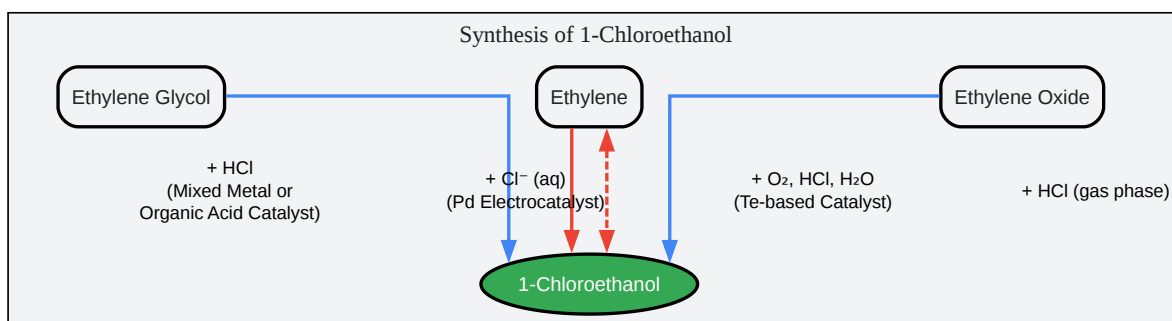 Synthesis of 1-Chloroethanol
Ethylene Glycol
Ethylene
Ethylene Oxide
+ HCl
(Mixed Metal or
Organic Acid Catalyst)
+ Cl⁻ (aq)
(Pd Electrocatalyst)
+ O₂, HCl, H₂O
(Te-based Catalyst)
+ HCl (gas phase)
1-Chloroethanol